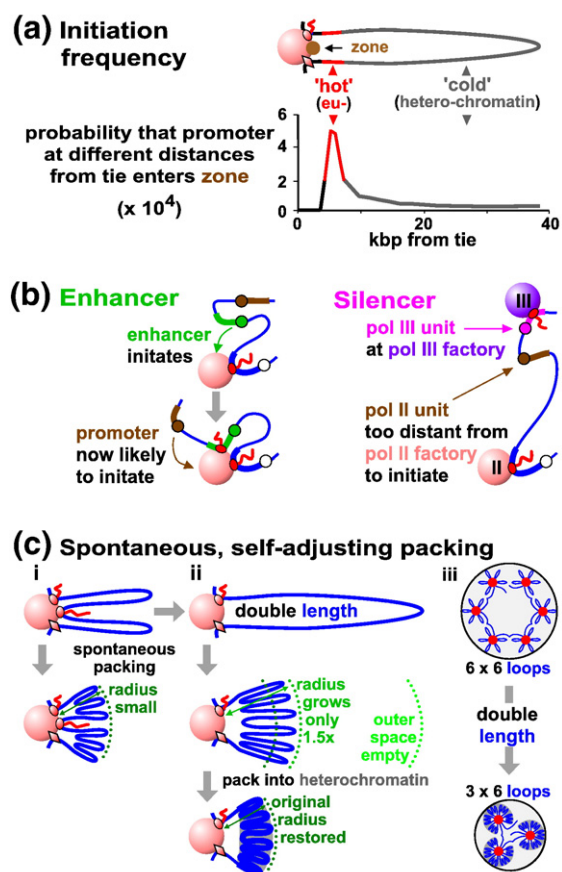 (a) Initiation
frequency
zone
'hot'
(eu-)
'cold'
(hetero-chromatin)
probability that promoter
at different distances
from tie enters zone
(x 10⁴)
6
4
2
0
0
20
40
kbp from tie
(b) Enhancer
enhancer
initates
promoter
now likely
to initiate
Silencer
III
pol III unit
at pol III factory
pol II unit
too distant from
pol II factory
to initiate
II
(c) Spontaneous, self-adjusting packing
i
spontaneous
packing
radius
small
ii
double length
radius
grows
only
1.5x
outer
space
empty
pack into heterochromatin
original
radius
restored
iii
6 x 6 loops
double
length
3 x 6 loops